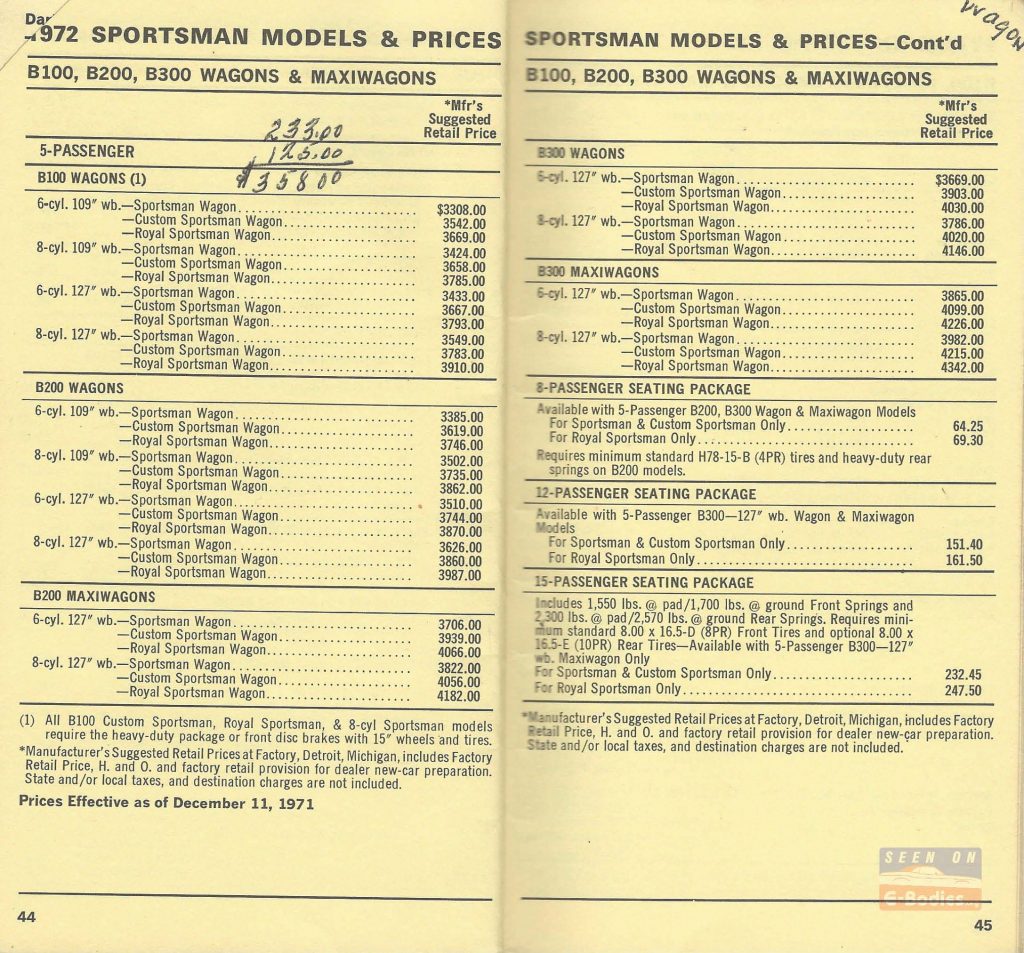 Da
1972 SPORTSMAN MODELS & PRICES
B100, B200, B300 WAGONS & MAXIWAGONS
*Mfr's
Suggested
Retail Price
233.00
5-PASSENGER 125.00
B100 WAGONS (1) $358 00
6-cyl. 109″ wb.—Sportsman Wagon........ $3308.00
—Custom Sportsman Wagon........ 3542.00
—Royal Sportsman Wagon........ 3669.00
8-cyl. 109″ wb.—Sportsman Wagon........ 3424.00
—Custom Sportsman Wagon........ 3658.00
—Royal Sportsman Wagon........ 3785.00
6-cyl. 127″ wb.—Sportsman Wagon........ 3433.00
—Custom Sportsman Wagon........ 3667.00
—Royal Sportsman Wagon........ 3793.00
8-cyl. 127″ wb.—Sportsman Wagon........ 3549.00
—Custom Sportsman Wagon........ 3783.00
—Royal Sportsman Wagon........ 3910.00
B200 WAGONS
6-cyl. 109″ wb.—Sportsman Wagon........ 3385.00
—Custom Sportsman Wagon........ 3619.00
—Royal Sportsman Wagon........ 3746.00
8-cyl. 109″ wb.—Sportsman Wagon........ 3502.00
—Custom Sportsman Wagon........ 3735.00
—Royal Sportsman Wagon........ 3862.00
6-cyl. 127″ wb.—Sportsman Wagon........ 3510.00
—Custom Sportsman Wagon........ 3744.00
—Royal Sportsman Wagon........ 3870.00
8-cyl. 127″ wb.—Sportsman Wagon........ 3626.00
—Custom Sportsman Wagon........ 3860.00
—Royal Sportsman Wagon........ 3987.00
B200 MAXIWAGONS
6-cyl. 127″ wb.—Sportsman Wagon........ 3706.00
—Custom Sportsman Wagon........ 3939.00
—Royal Sportsman Wagon........ 4066.00
8-cyl. 127″ wb.—Sportsman Wagon........ 3822.00
—Custom Sportsman Wagon........ 4056.00
—Royal Sportsman Wagon........ 4182.00
(1) All B100 Custom Sportsman, Royal Sportsman, & 8-cyl Sportsman models
require the heavy-duty package or front disc brakes with 15″ wheels and tires.
*Manufacturer's Suggested Retail Prices at Factory, Detroit, Michigan, includes Factory
Retail Price, H. and O. and factory retail provision for dealer new-car preparation.
State and/or local taxes, and destination charges are not included.
Prices Effective as of December 11, 1971
44
Wagon
SPORTSMAN MODELS & PRICES—Cont'd
B100, B200, B300 WAGONS & MAXIWAGONS
*Mfr's
Suggested
Retail Price
B300 WAGONS
6-cyl. 127″ wb.—Sportsman Wagon........ $3669.00
—Custom Sportsman Wagon........ 3903.00
—Royal Sportsman Wagon........ 4030.00
8-cyl. 127″ wb.—Sportsman Wagon........ 3786.00
—Custom Sportsman Wagon........ 4020.00
—Royal Sportsman Wagon........ 4146.00
B300 MAXIWAGONS
6-cyl. 127″ wb.—Sportsman Wagon........ 3865.00
—Custom Sportsman Wagon........ 4099.00
—Royal Sportsman Wagon........ 4226.00
8-cyl. 127″ wb.—Sportsman Wagon........ 3982.00
—Custom Sportsman Wagon........ 4215.00
—Royal Sportsman Wagon........ 4342.00
8-PASSENGER SEATING PACKAGE
Available with 5-Passenger B200, B300 Wagon & Maxiwagon Models
For Sportsman & Custom Sportsman Only........ 64.25
For Royal Sportsman Only........ 69.30
Requires minimum standard H78-15-B (4PR) tires and heavy-duty rear
springs on B200 models.
12-PASSENGER SEATING PACKAGE
Available with 5-Passenger B300—127″ wb. Wagon & Maxiwagon
Models
For Sportsman & Custom Sportsman Only........ 151.40
For Royal Sportsman Only........ 161.50
15-PASSENGER SEATING PACKAGE
Includes 1,550 lbs. @ pad/1,700 lbs. @ ground Front Springs and
2,300 lbs. @ pad/2,570 lbs. @ ground Rear Springs. Requires mini-
mum standard 8.00 x 16.5-D (8PR) Front Tires and optional 8.00 x
16.5-E (10PR) Rear Tires—Available with 5-Passenger B300—127″
wb. Maxiwagon Only
For Sportsman & Custom Sportsman Only........ 232.45
For Royal Sportsman Only........ 247.50
*Manufacturer's Suggested Retail Prices at Factory, Detroit, Michigan, includes Factory
Retail Price, H. and O. and factory retail provision for dealer new-car preparation.
State and/or local taxes, and destination charges are not included.
SEEN ON
E-Bodies
45